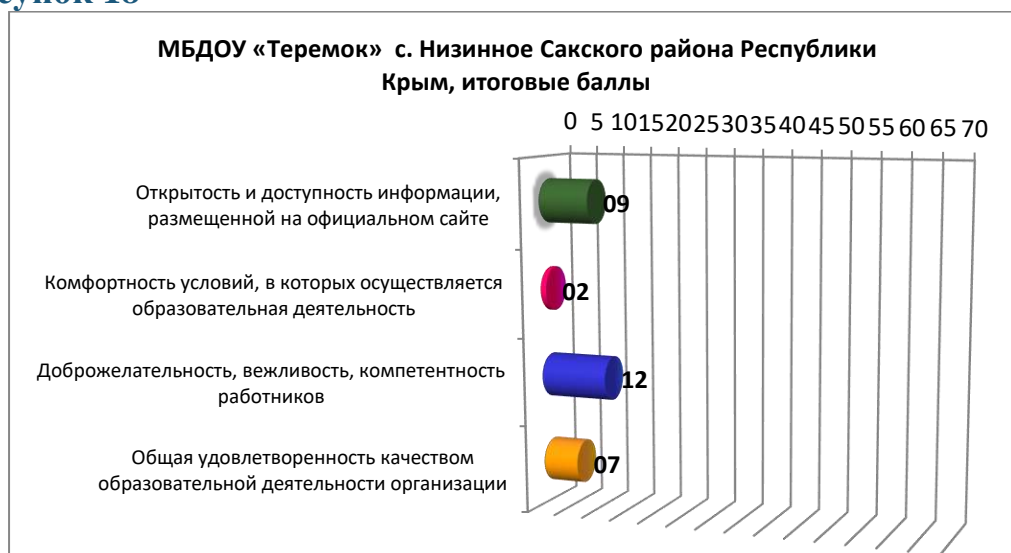 МБДОУ «Теремок» с. Низинное Сакского района Республики
Крым, итоговые баллы
0 5 10 15 20 25 30 35 40 45 50 55 60 65 70
Открытость и доступность информации,
размещенной на официальном сайте
09
Комфортность условий, в которых осуществляется
образовательная деятельность
02
Доброжелательность, вежливость, компетентность
работников
12
Общая удовлетворенность качеством
образовательной деятельности организации
07